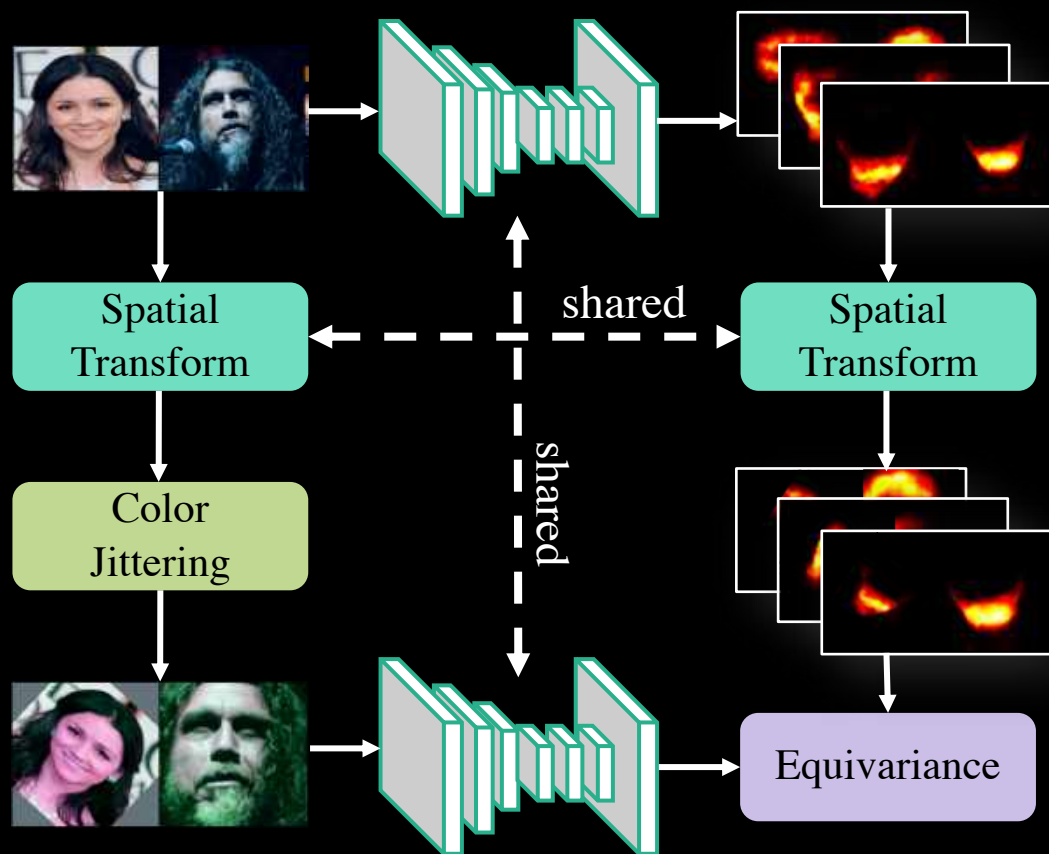 Spatial
Transform
shared
Spatial
Transform
shared
Color
Jittering
Equivariance